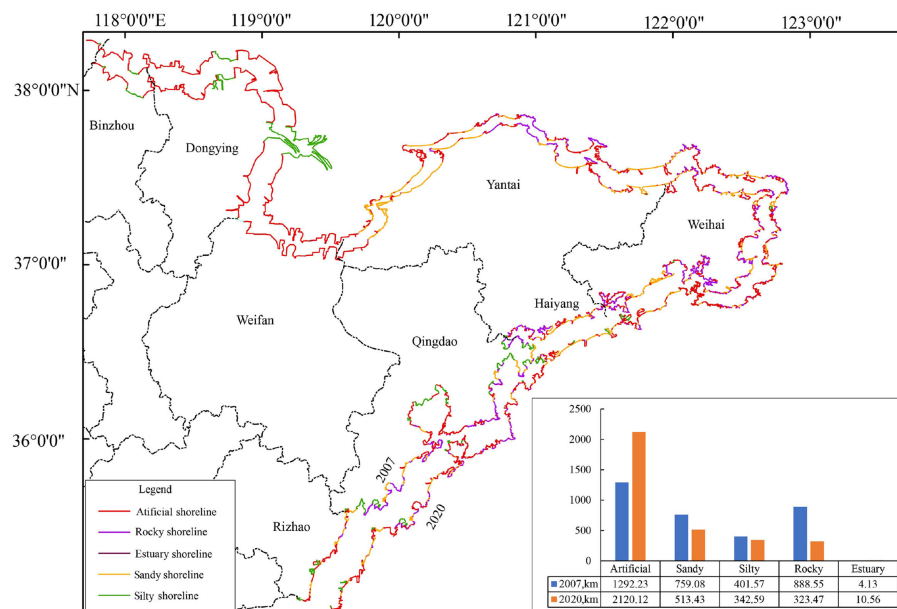 118°0'0"E 119°0'0" 120°0'0" 121°0'0" 122°0'0" 123°0'0"
38°0'0"N
37°0'0"
36°0'0"
Binzhou
Dongying
Yantai
Weihai
Haiyang
Weifan
Qingdao
Rizhao
2007
2020
Legend
Atificial shoreline
Rocky shoreline
Estuary shoreline
Sandy shoreline
Silty shoreline
2500
2000
1500
1000
500
0
Artificial Sandy Silty Rocky Estuary
2007,km 1292.23 759.08 401.57 888.55 4.13
2020,km 2120.12 513.43 342.59 323.47 10.56